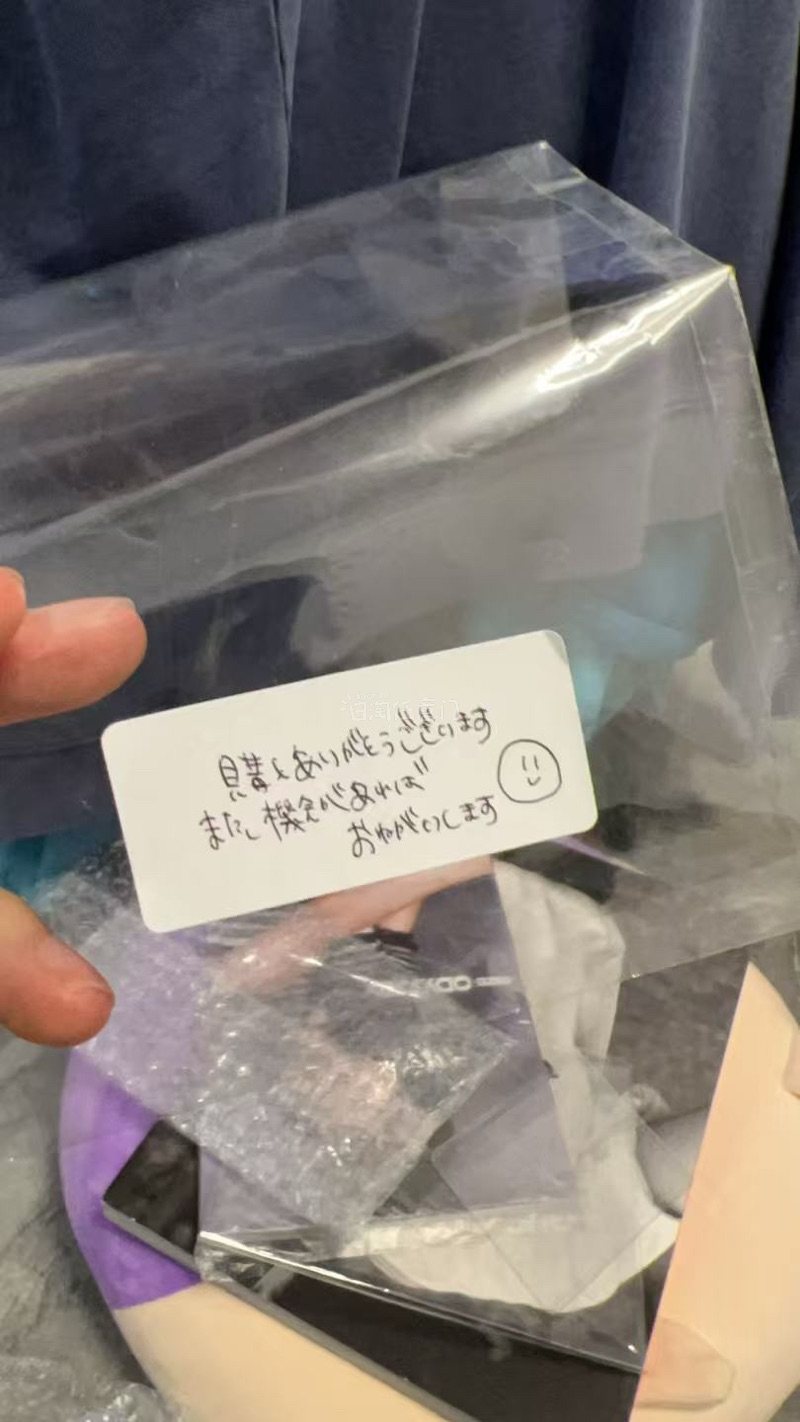 購入ありがとうございます
また機会があれば
おねがいします